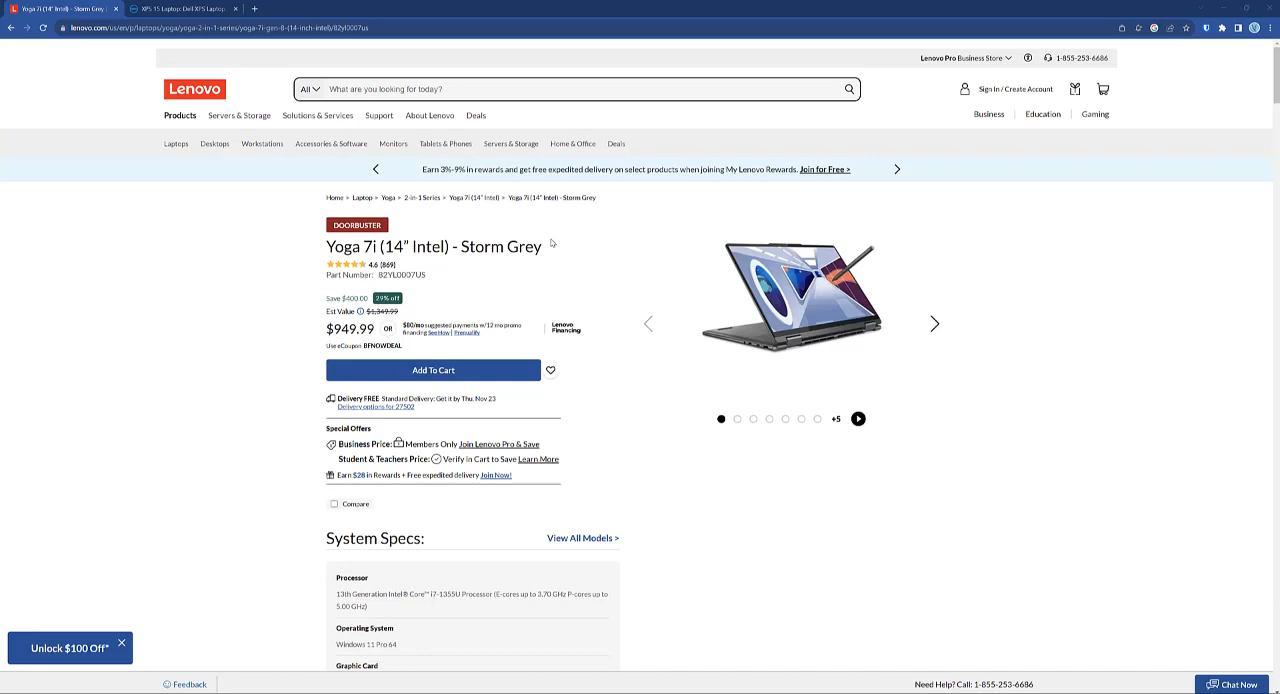 Yoga 7i (14" Intel) - Storm Grey |
XPS 15 Laptop: Dell XPS Laptop
lenovo.com/us/en/p/laptops/yoga/yoga-2-in-1-series/yoga-7i-gen-8-(14-inch-intel)/82yl0007us
Lenovo Pro Business Store
1-855-253-6686
Lenovo
All
What are you looking for today?
Sign In / Create Account
Products Servers & Storage Solutions & Services Support About Lenovo Deals
Business Education Gaming
Laptops Desktops Workstations Accessories & Software Monitors Tablets & Phones Servers & Storage Home & Office Deals
Earn 3%-9% in rewards and get free expedited delivery on select products when joining My Lenovo Rewards. Join for Free >
Home > Laptop > Yoga > 2-in-1 Series > Yoga 7i (14" Intel) > Yoga 7i (14" Intel) - Storm Grey
DOORBUSTER
Yoga 7i (14" Intel) - Storm Grey
4.6 (869)
Part Number: 82YL0007US
Save $400.00 29% off
Est Value $1,349.99
$949.99 OR $80/mo suggested payments w/12 mo promo
financing See How | Prequalify
Lenovo
Financing
Use eCoupon BFNOWDEAL
Add To Cart
Delivery FREE Standard Delivery: Get it by Thu. Nov 23
Delivery options for 27502
+5
Special Offers
Business Price: Members Only Join Lenovo Pro & Save
Student & Teachers Price: Verify in Cart to Save Learn More
Earn $28 in Rewards + Free expedited delivery Join Now!
Compare
System Specs:
View All Models >
Processor
13th Generation Intel® Core™ i7-1355U Processor (E-cores up to 3.70 GHz P-cores up to
5.00 GHz)
Operating System
Windows 11 Pro 64
Graphic Card
Unlock $100 Off*
Feedback
Need Help? Call: 1-855-253-6686
Chat Now